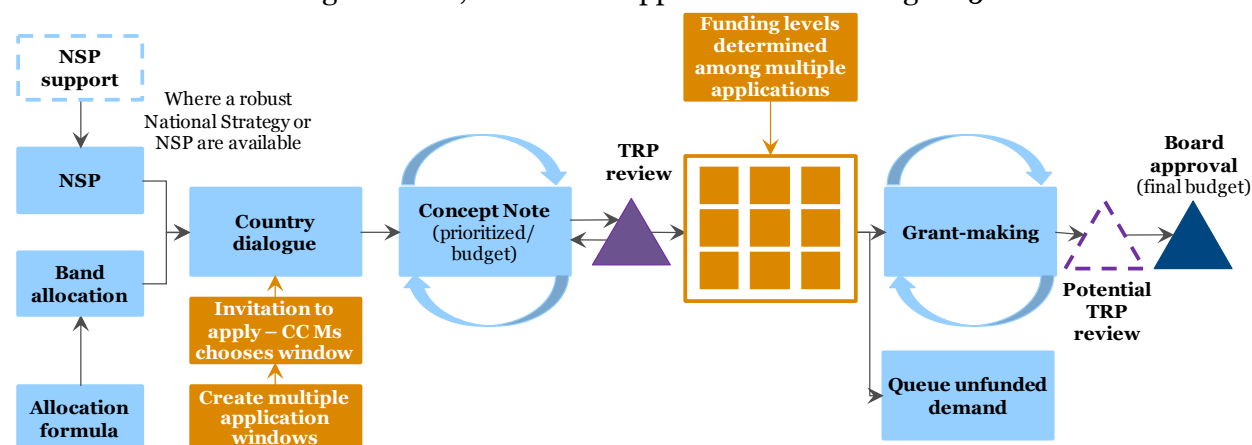 NSP
support
Where a robust
National Strategy or
NSP are available
NSP
Band
allocation
Allocation
formula
Country
dialogue
Invitation to
apply – CC Ms
chooses window
Create multiple
application
windows
Concept Note
(prioritized/
budget)
TRP
review
Funding levels
determined
among multiple
applications
Grant-making
Queue unfunded
demand
Potential
TRP
review
Board
approval
(final budget)